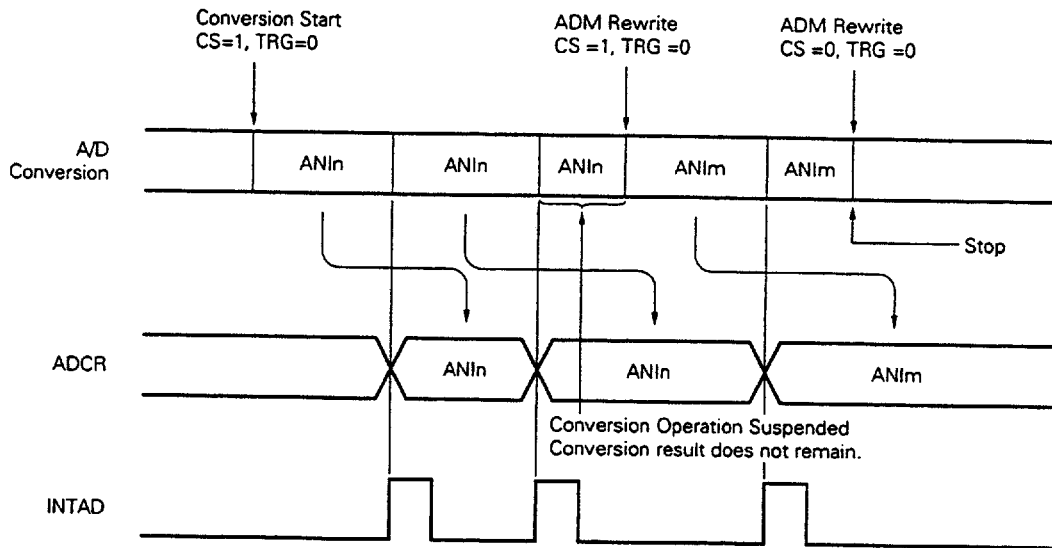 Conversion Start
CS=1, TRG=0
ADM Rewrite
CS =1, TRG =0
ADM Rewrite
CS =0, TRG =0
A/D
Conversion
ANIn
ANIn
ANIn
ANIm
ANIm
Stop
ADCR
ANIn
ANIn
ANIm
Conversion Operation Suspended
Conversion result does not remain.
INTAD